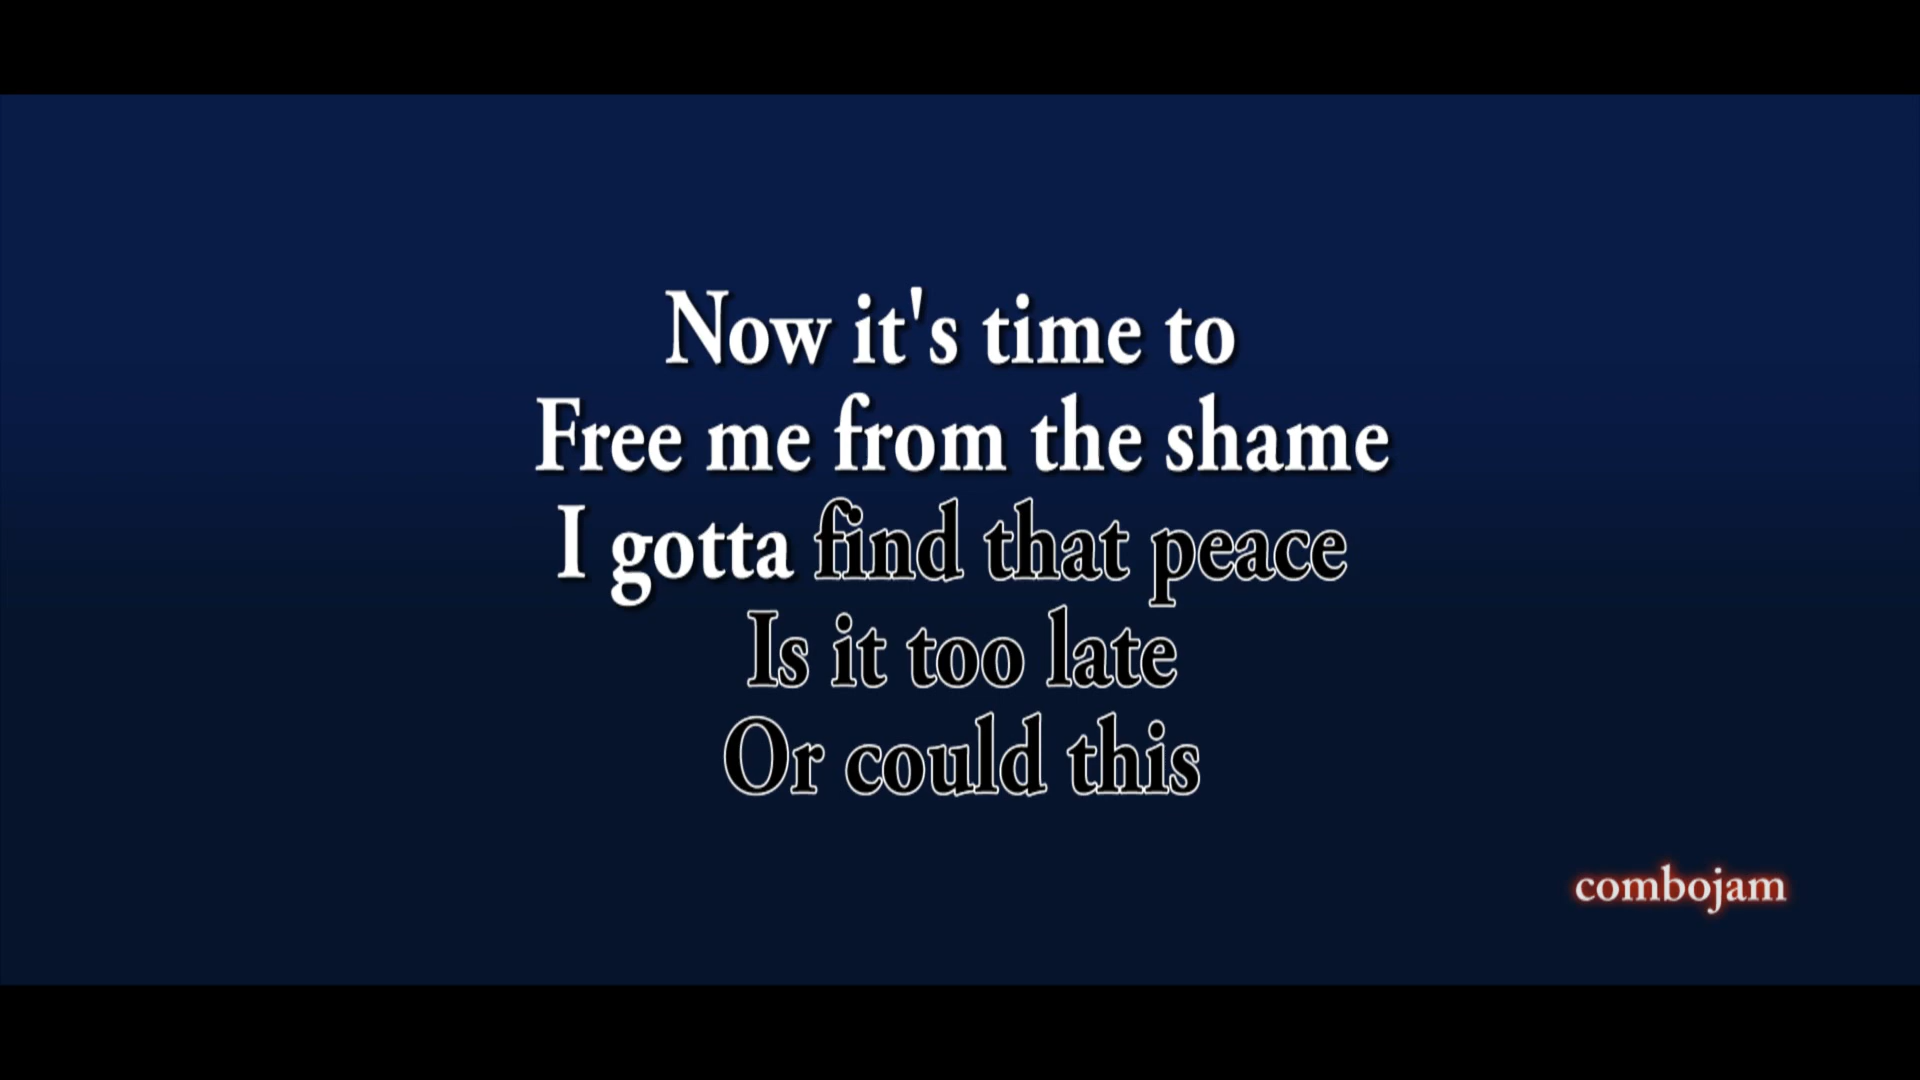 Now it's time to
Free me from the shame
I gotta find that peace
Is it too late
Or could this
combojam